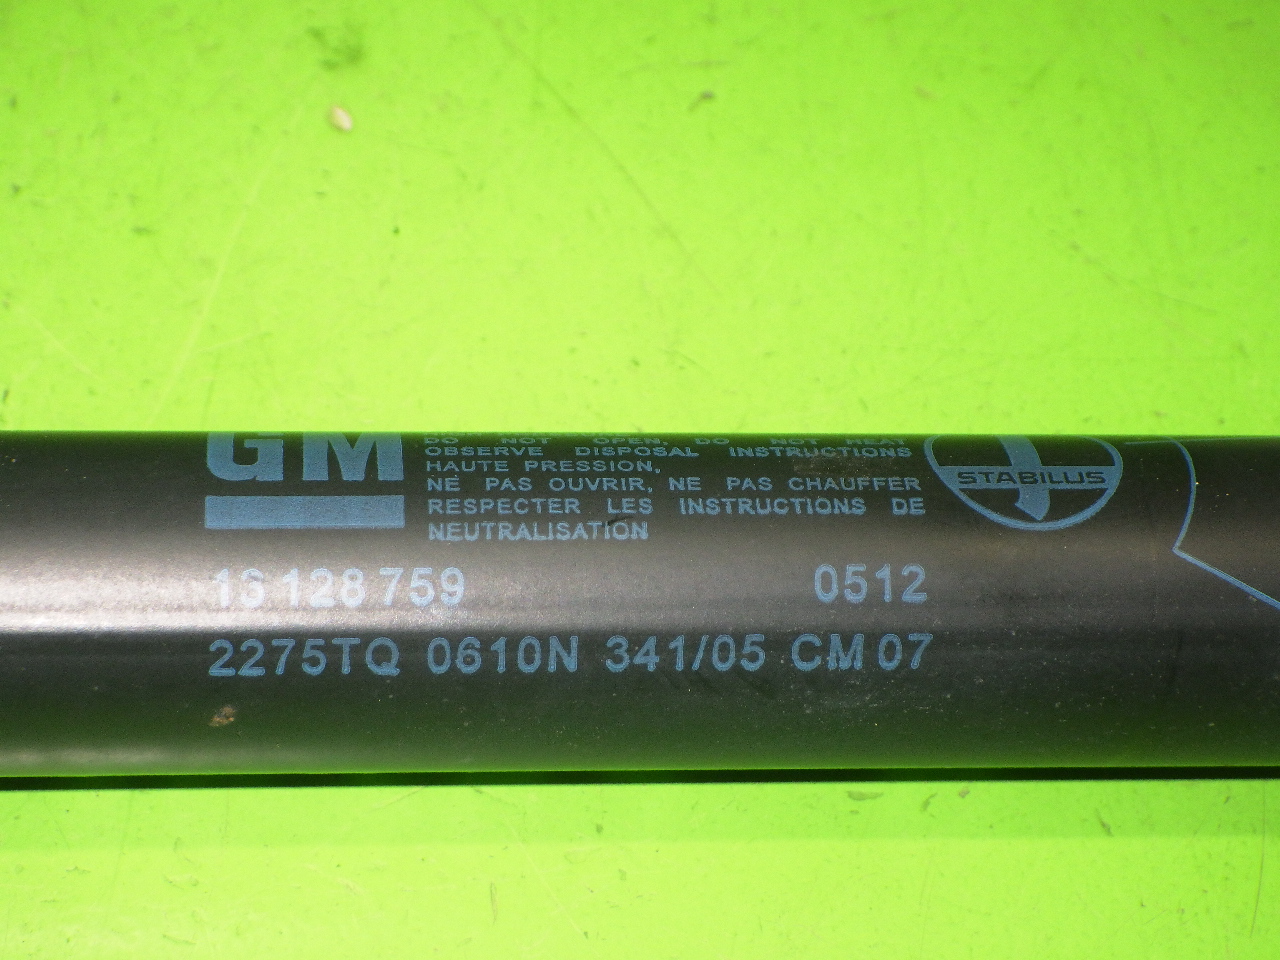 GM
DO NOT OPEN, DO NOT HEAT
OBSERVE DISPOSAL INSTRUCTIONS
HAUTE PRESSION,
NE PAS OUVRIR, NE PAS CHAUFFER
RESPECTER LES INSTRUCTIONS DE
NEUTRALISATION
STABILUS
13 128 759 0512
2275TQ 0610N 341/05 CM 07